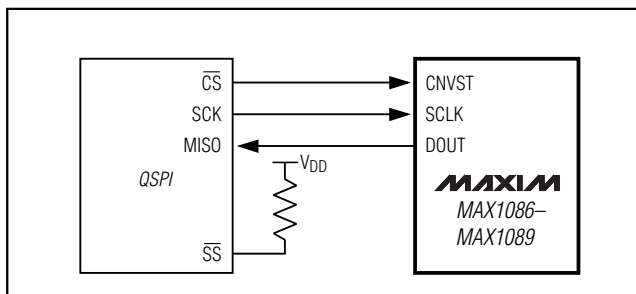 CS
SCK
MISO
QSPI
SS
VDD
CNVST
SCLK
DOUT
MAXIM
MAX1086–
MAX1089